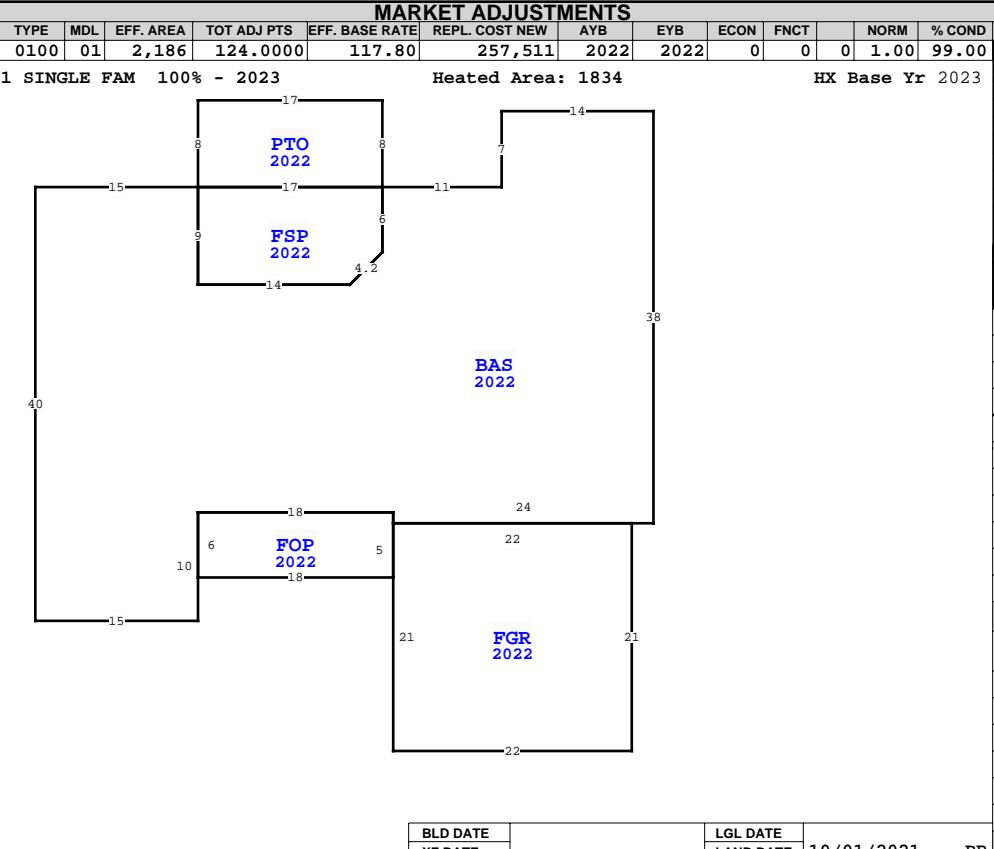 MARKET ADJUSTMENTS
TYPE MDL EFF. AREA TOT ADJ PTS EFF. BASE RATE REPL. COST NEW AYB EYB ECON FNCT NORM % COND
0100 01 2,186 124.0000 117.80 257,511 2022 2022 0 0 0 1.00 99.00
1 SINGLE FAM 100% - 2023 Heated Area: 1834 HX Base Yr 2023
17
14
8 PTO 8 7
2022
15 17 11
6
9 FSP
2022
4.2
14
38
BAS
2022
40
24
18
22
6 FOP 5
2022
10
18
15
21 FGR 21
2022
22
BLD DATE LGL DATE